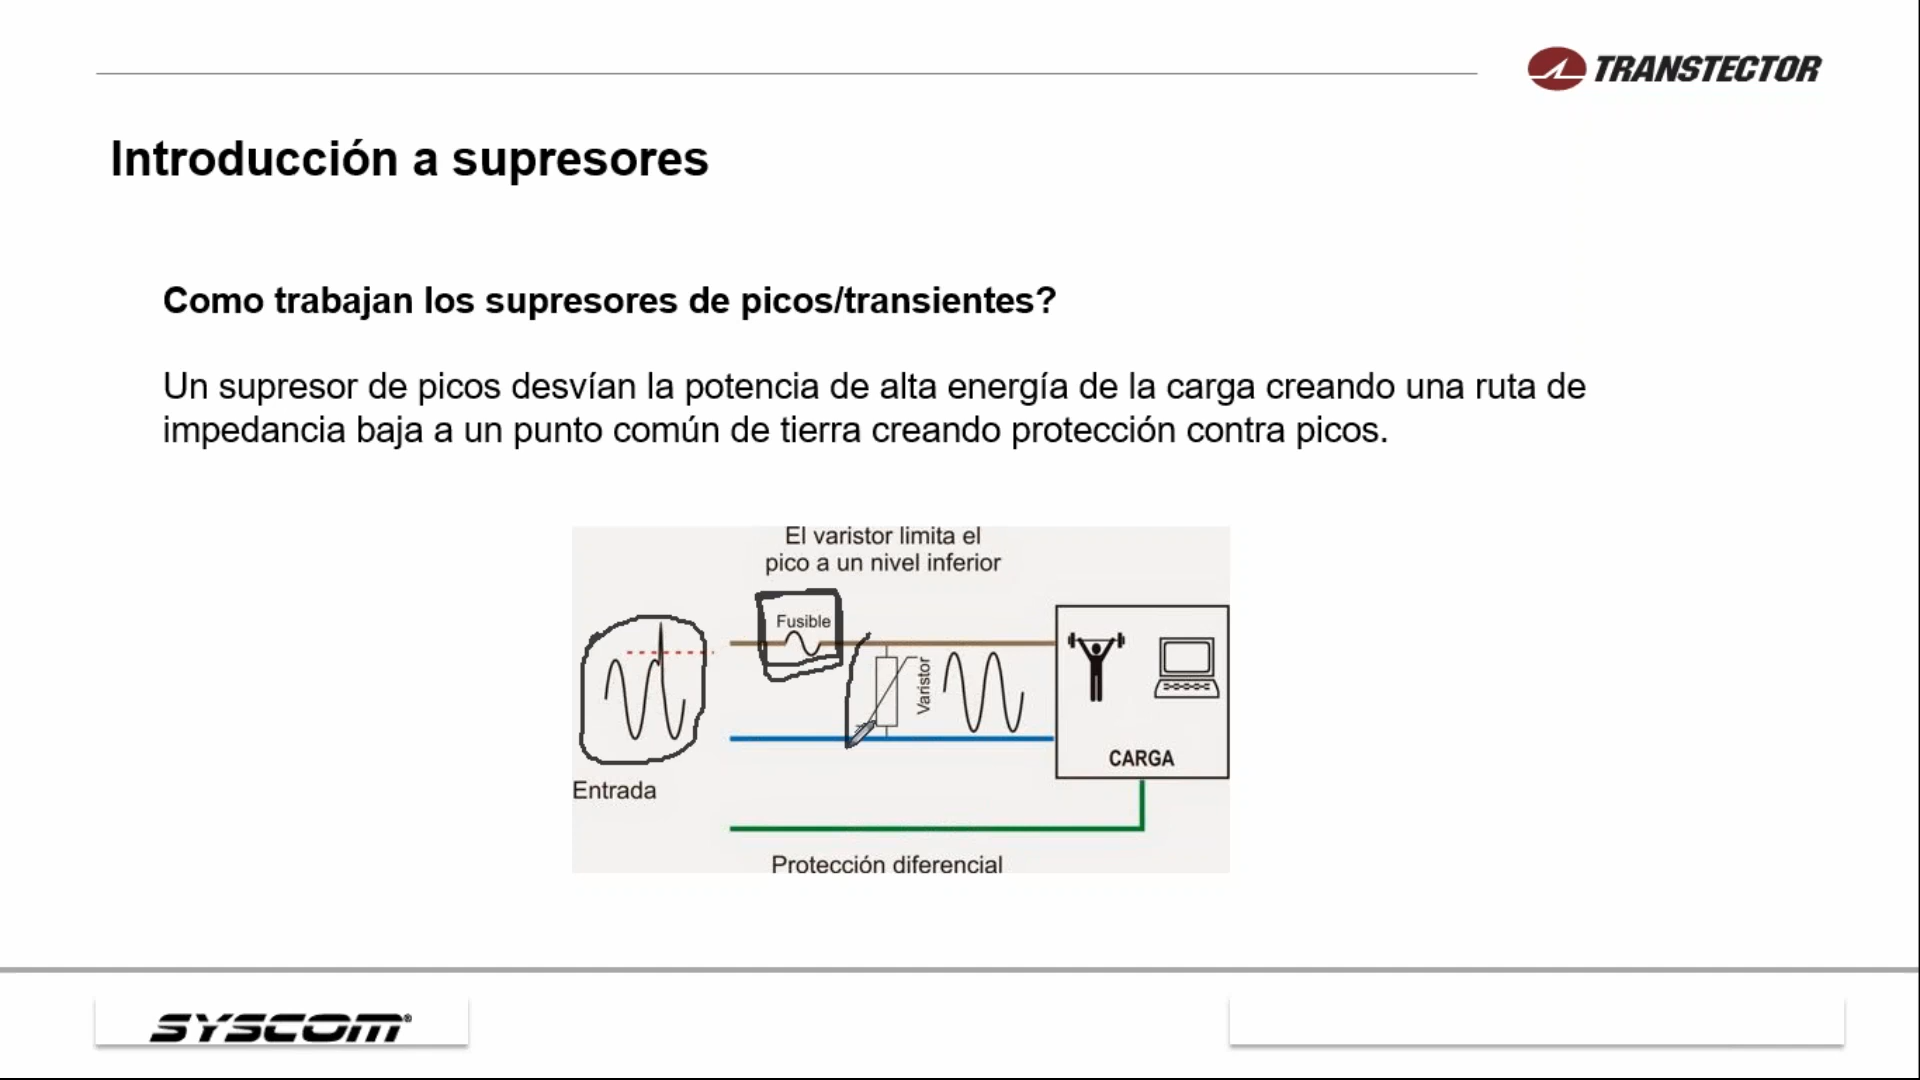 TRANSTECTOR
Introducción a supresores
Como trabajan los supresores de picos/transientes?
Un supresor de picos desvían la potencia de alta energía de la carga creando una ruta de
impedancia baja a un punto común de tierra creando protección contra picos.
El varistor limita el
pico a un nivel inferior
Fusible
Varistor
CARGA
Entrada
Protección diferencial
SYSCOM®